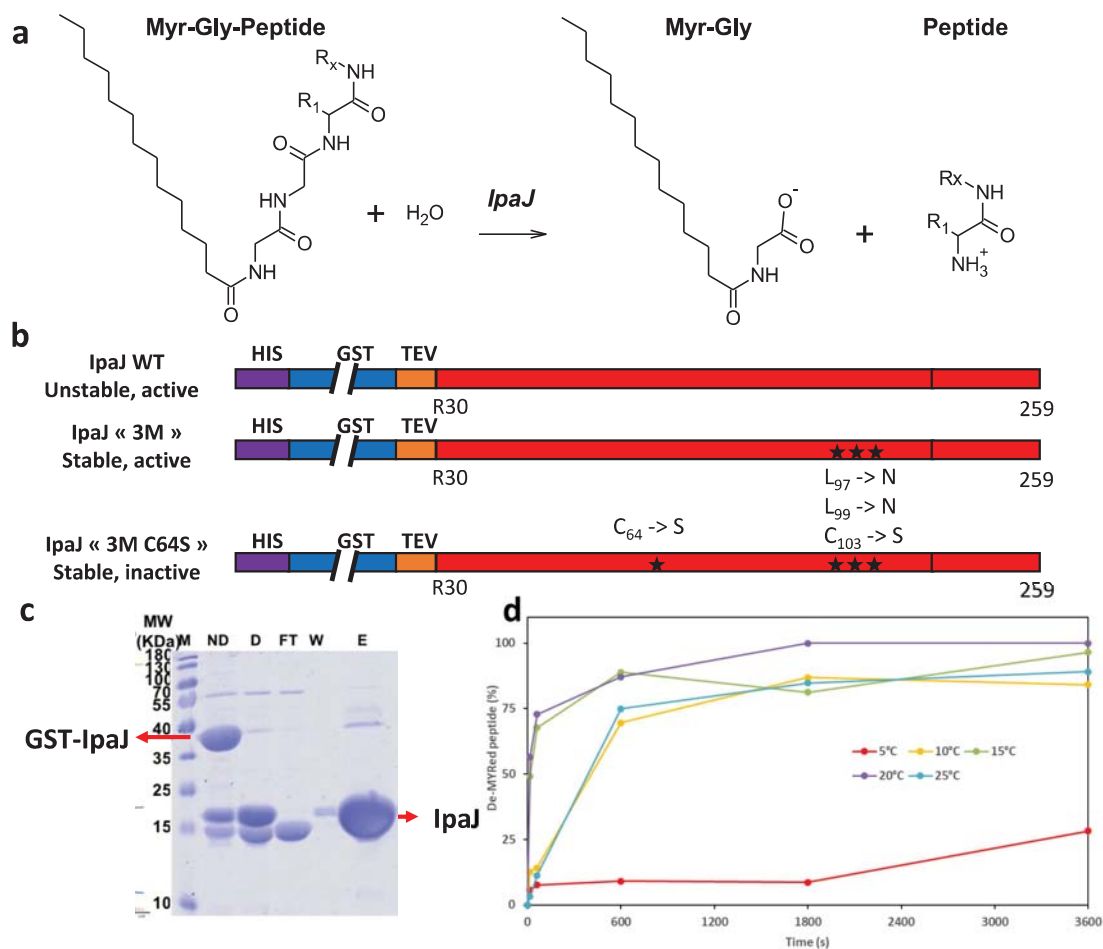 a
Myr-Gly-Peptide
Myr-Gly
Peptide
Rx
NH
R1
O
NH
O
NH
O
NH
O
+ H2O
IpaJ
O-
O
NH
O
+
Rx
NH
R1
O
NH3+
b
IpaJ WT
Unstable, active
HIS GST TEV
R30
259
IpaJ « 3M »
Stable, active
HIS GST TEV
R30
259
L97 -> N
L99 -> N
C103 -> S
IpaJ « 3M C64S »
Stable, inactive
HIS GST TEV
C64 -> S
R30
259
c
MW
(KDa) M ND D FT W E
180
130
100
70
55
40
35
25
15
10
GST-IpaJ
IpaJ
d
De-MYRed peptide (%)
100
75
50
25
0
5°C 10°C 15°C
20°C 25°C
0 600 1200 1800 2400 3000 3600
Time (s)